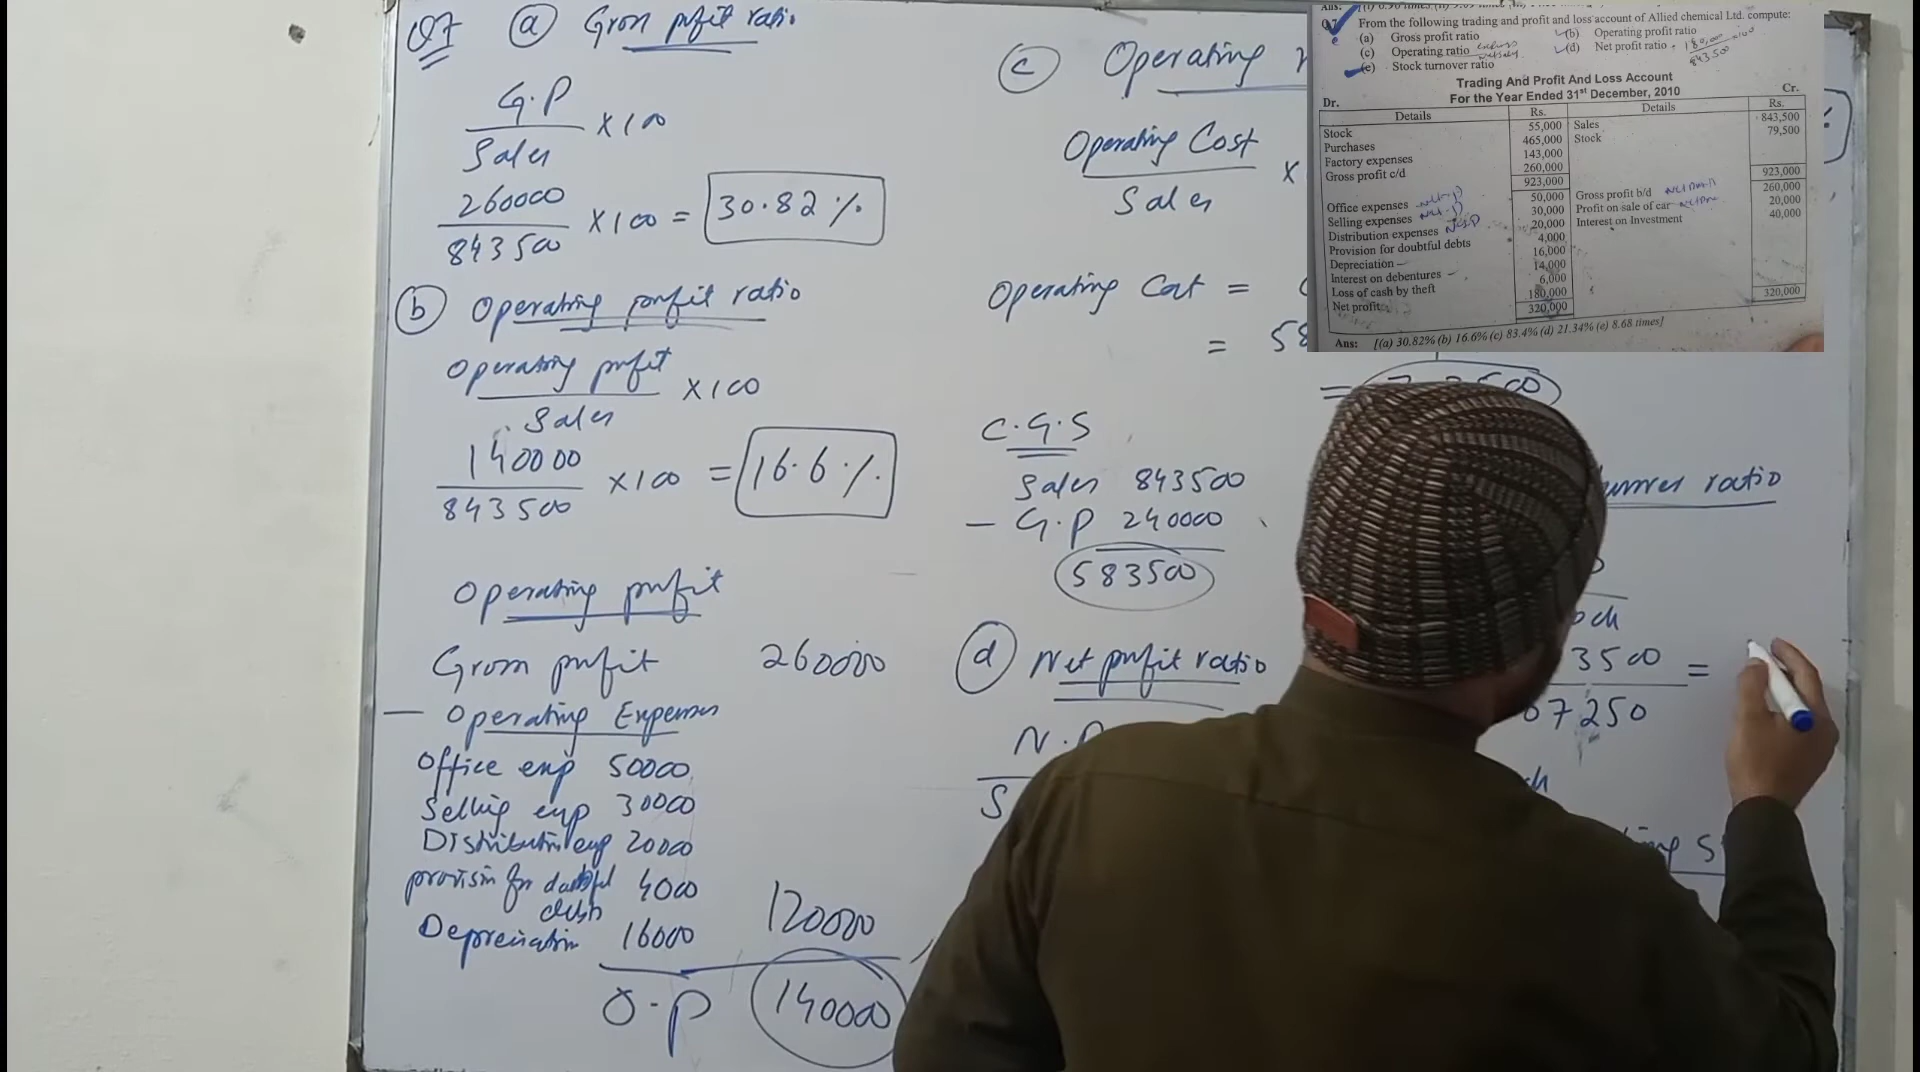 Q7 (a) Gross profit ratio
G.P
Sales
×100
260000
843500
×100 = 30.82%
(b) Operating profit ratio
Operating profit
Sales
×100
140000
843500
×100 = 16.6%
Operating profit
Gross profit 260000
— Operating Expenses
Office exp 50000
Selling exp 30000
Distribution exp 20000
provision for doubtful debts 4000
Depreciation 16000 120000
O.P 140000
(c) Operating
Operating Cost
Sales
×
Operating Cost =
= 58
=
C.G.S
Sales 843500
— G.P 240000
583500
(d) Net profit ratio
N.P
S
ratio
3500
07250
=
Q7 From the following trading and profit and loss account of Allied chemical Ltd. compute:
(a) Gross profit ratio (b) Operating profit ratio
(c) Operating ratio (d) Net profit ratio 180,000 ×100
843500
(e) Stock turnover ratio
Trading And Profit And Loss Account
For the Year Ended 31st December, 2010
Dr. Cr.
Details Rs. Details Rs.
Stock 55,000 Sales 843,500
Purchases 465,000 Stock 79,500
Factory expenses 143,000
Gross profit c/d 260,000
923,000 923,000
Office expenses 50,000 Gross profit b/d 260,000
Selling expenses 30,000 Profit on sale of car 20,000
Distribution expenses 20,000 Interest on Investment 40,000
Provision for doubtful debts 4,000
Depreciation 16,000
Interest on debentures 14,000
Loss of cash by theft 6,000
Net profit 180,000
320,000 320,000
Ans: [(a) 30.82% (b) 16.6% (c) 83.4% (d) 21.34% (e) 8.68 times]